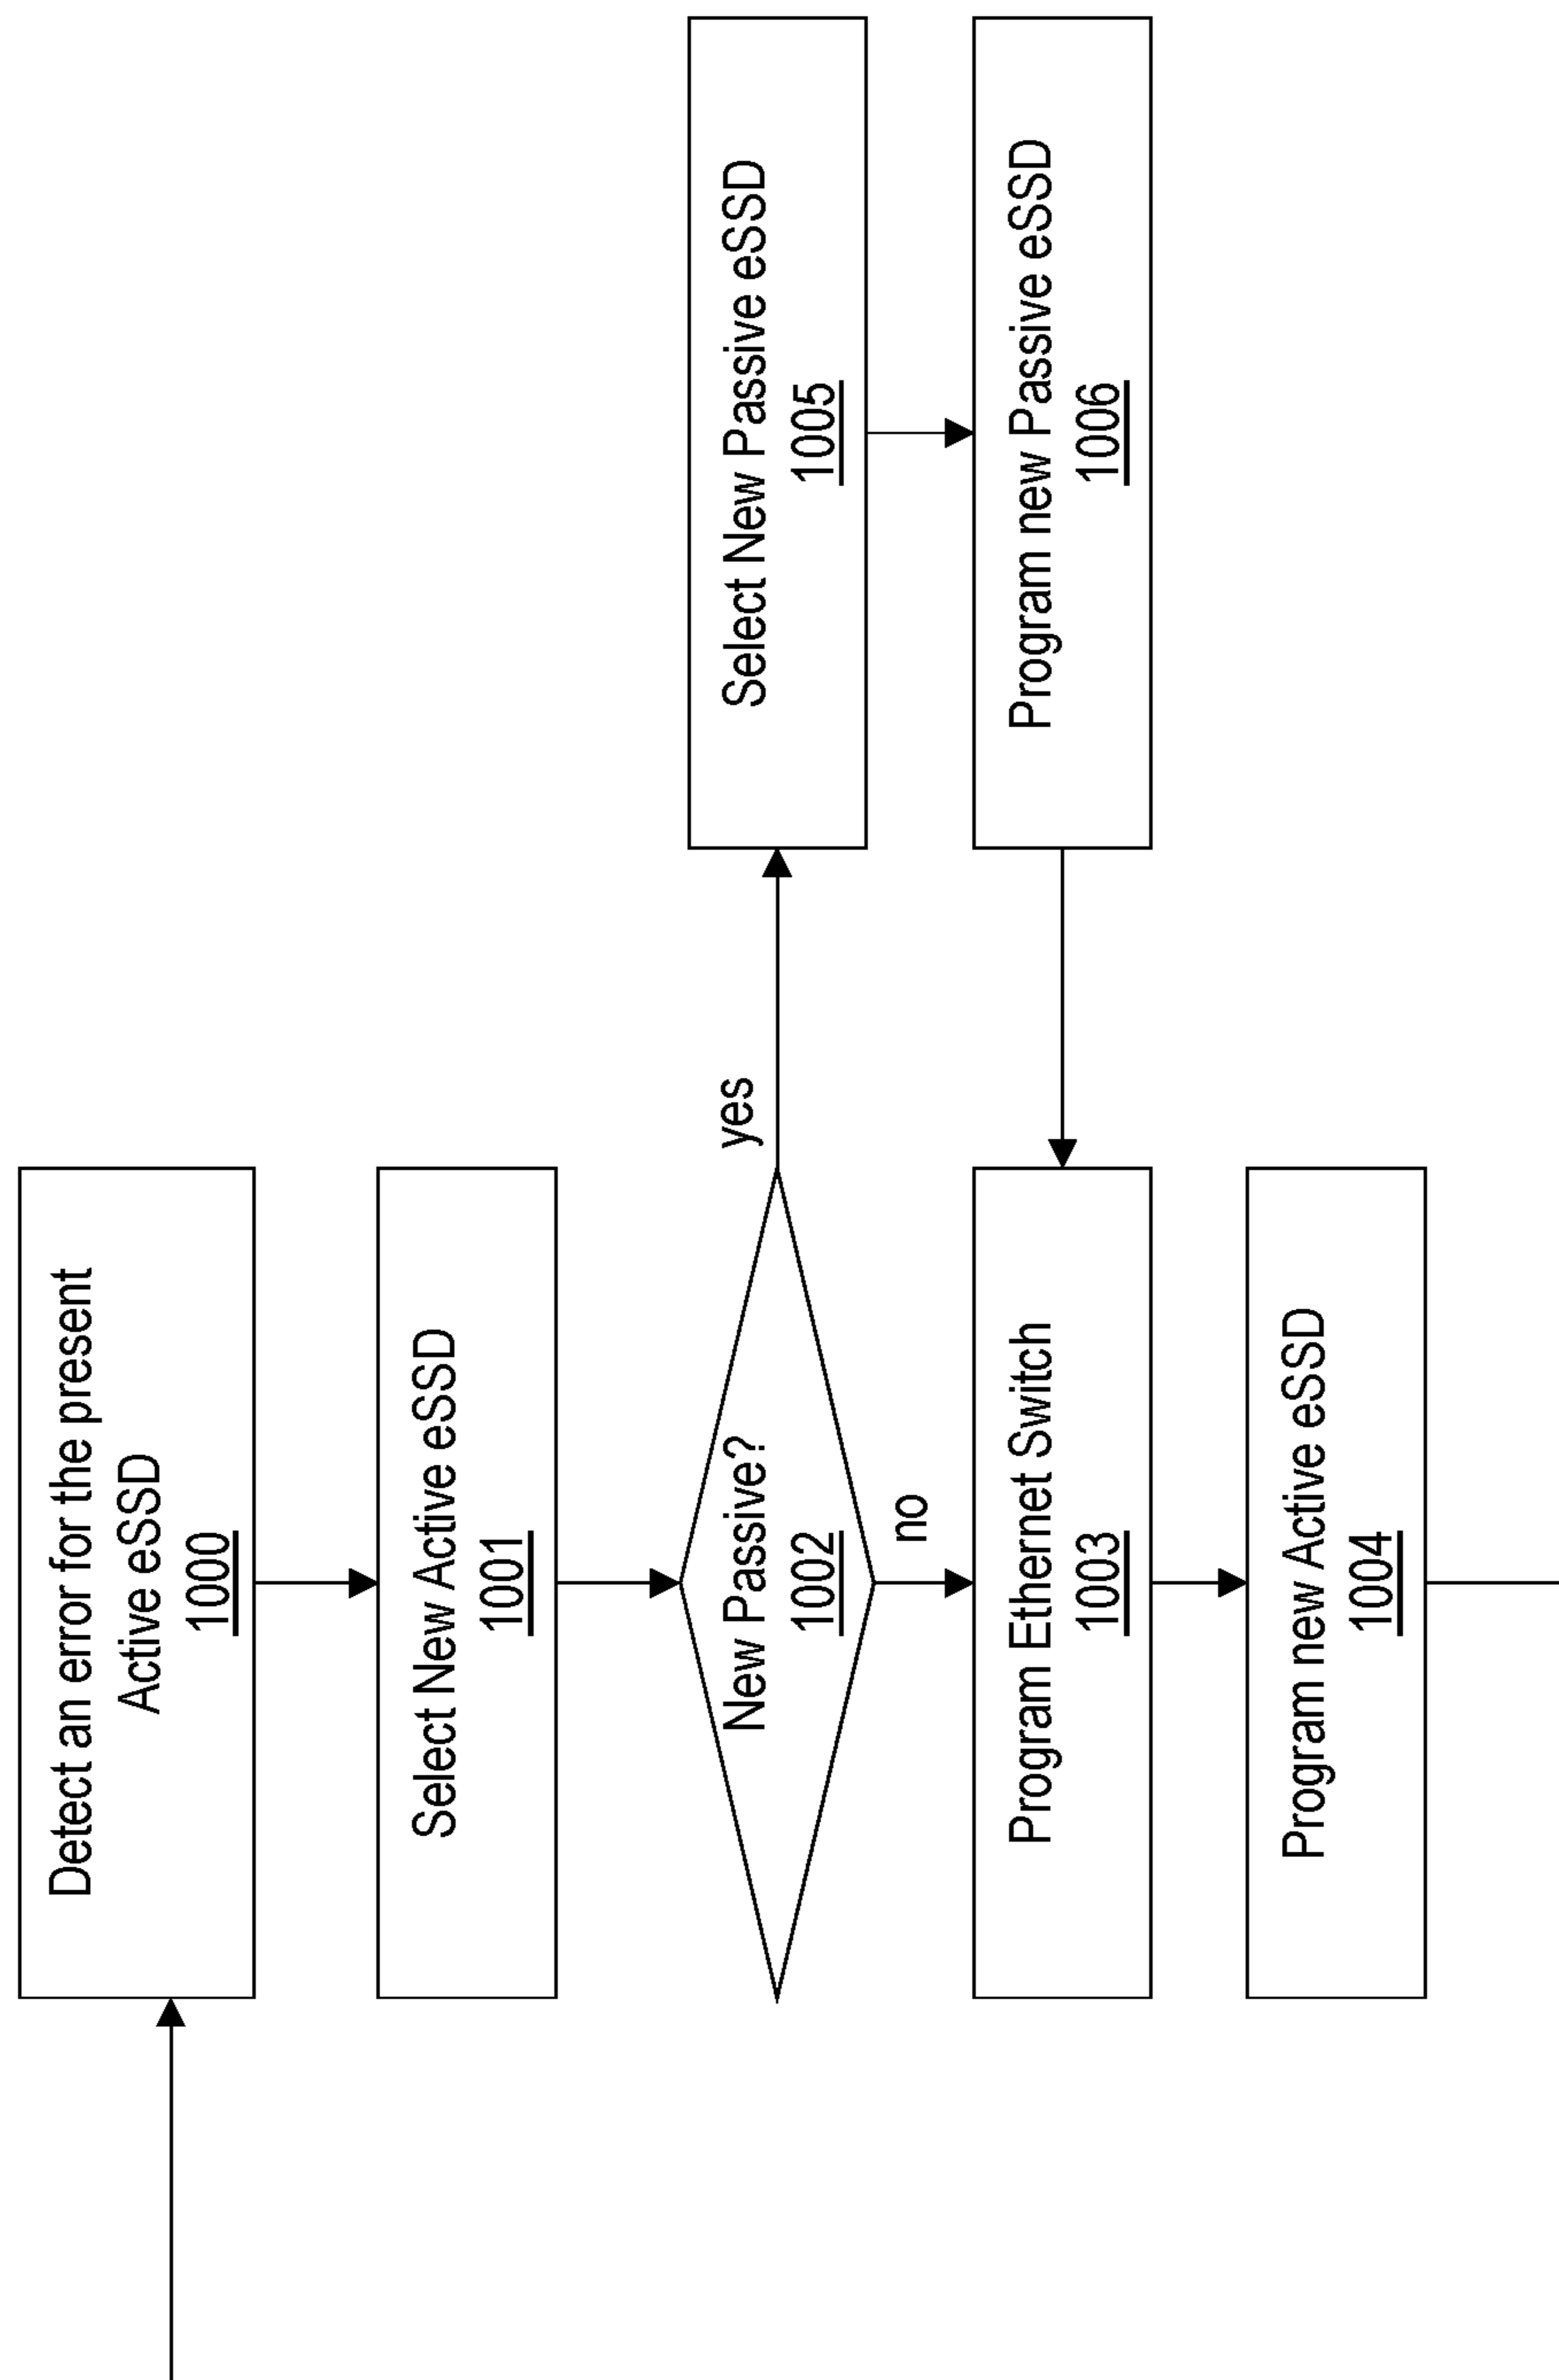 Detect an error for the present
Active eSSD
1000
Select New Active eSSD
1001
New Passive?
1002
yes
no
Select New Passive eSSD
1005
Program new Passive eSSD
1006
Program Ethernet Switch
1003
Program new Active eSSD
1004